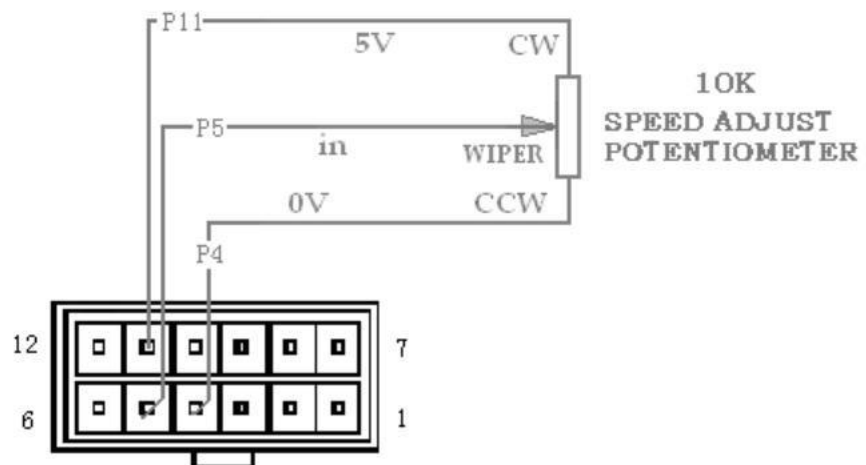 P11
5V
CW
10K
SPEED ADJUST
POTENTIOMETER
P5
in
WIPER
0V
CCW
P4
12
7
6
1